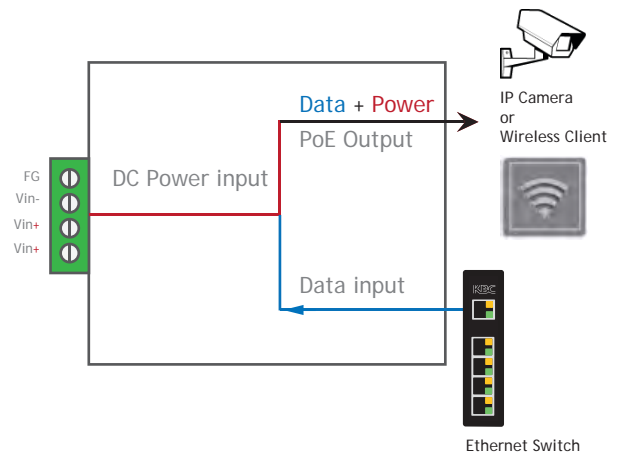 Data + Power
PoE Output
IP Camera
or
Wireless Client
FG
Vin-
Vin+
Vin+
DC Power input
Data input
KBC
Ethernet Switch